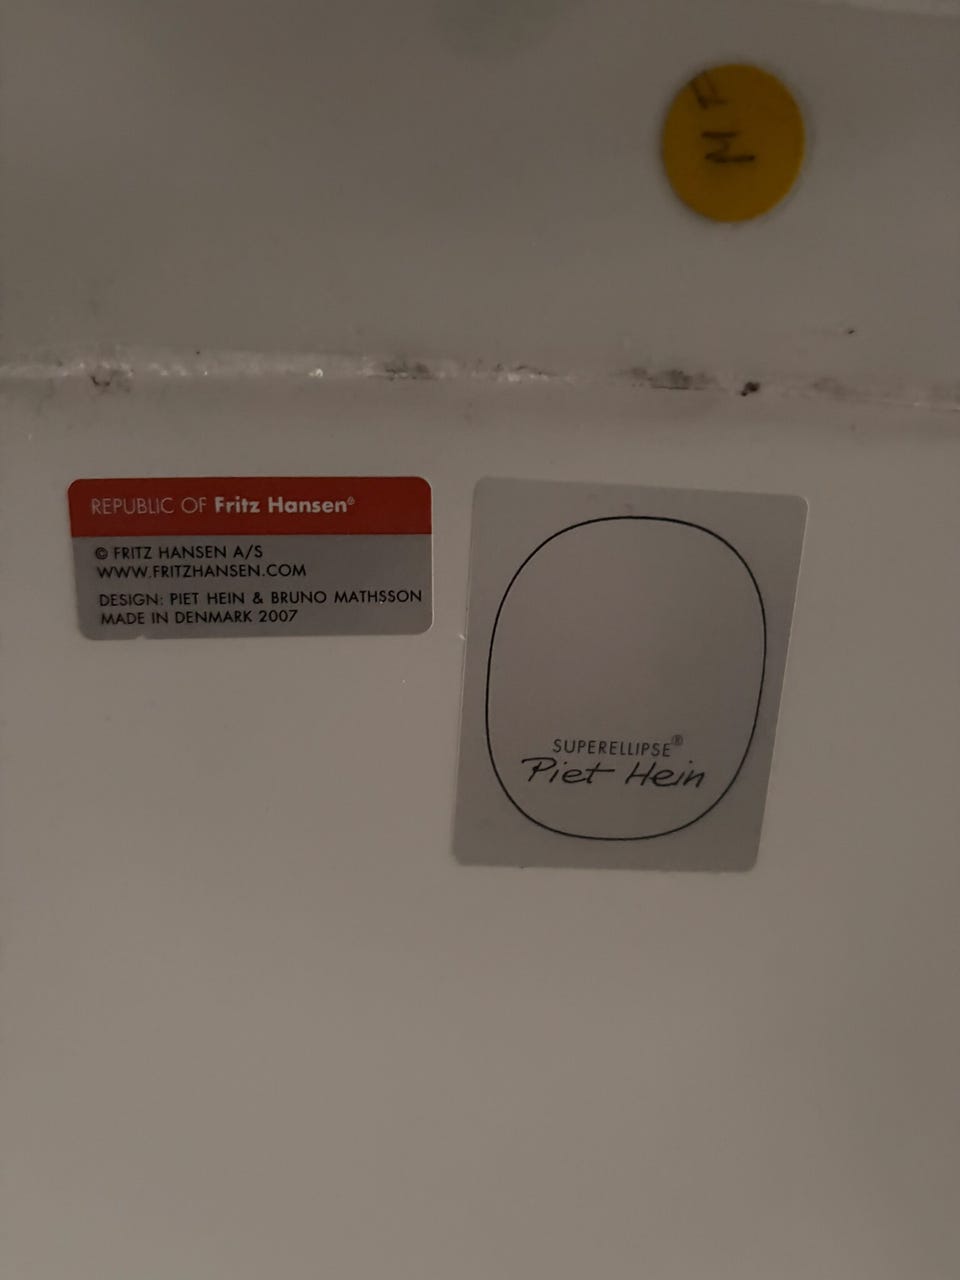 MF
REPUBLIC OF Fritz Hansen®
© FRITZ HANSEN A/S
WWW.FRITZHANSEN.COM
DESIGN: PIET HEIN & BRUNO MATHSSON
MADE IN DENMARK 2007
SUPERELLIPSE®
Piet Hein